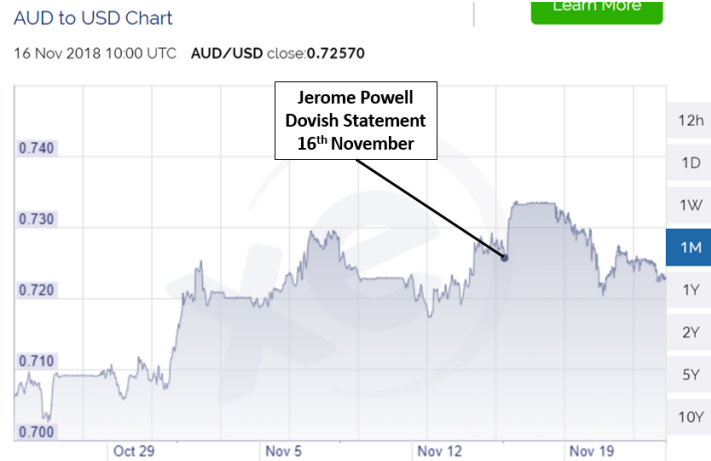 Learn More
AUD to USD Chart
16 Nov 2018 10:00 UTC AUD/USD close:0.72570
Jerome Powell
Dovish Statement
16th November
0.740
0.730
0.720
0.710
0.700
xe
12h
1D
1W
1M
1Y
2Y
5Y
10Y
Oct 29
Nov 5
Nov 12
Nov 19